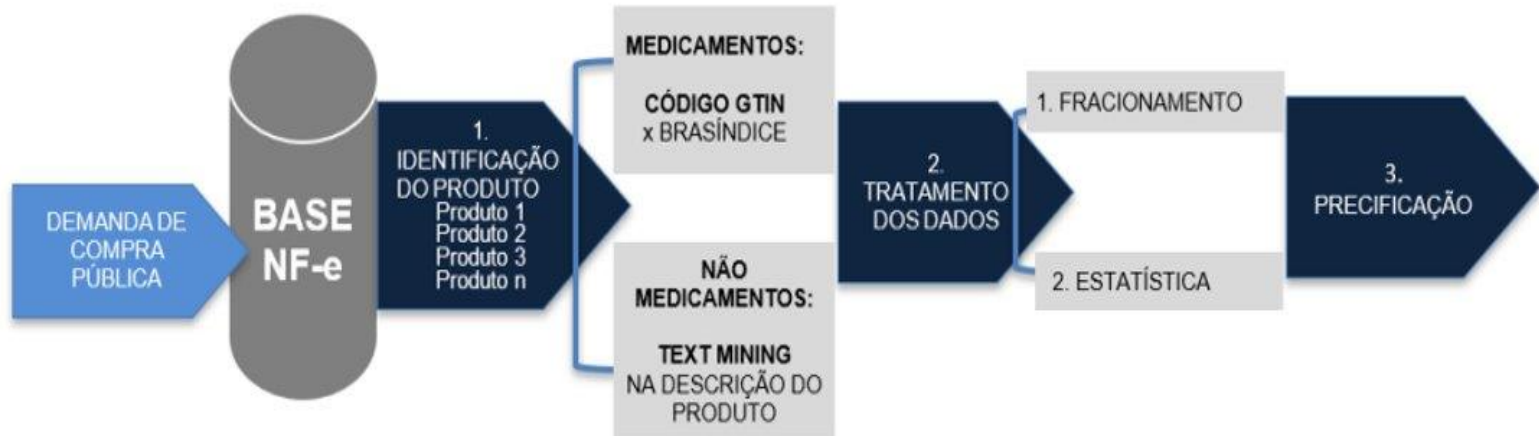 DEMANDA DE
COMPRA
PÚBLICA
BASE
NF-e
1.
IDENTIFICAÇÃO
DO PRODUTO
Produto 1
Produto 2
Produto 3
Produto n
MEDICAMENTOS:
CÓDIGO GTIN
x BRASÍNDICE
NÃO
MEDICAMENTOS:
TEXT MINING
NA DESCRIÇÃO DO
PRODUTO
2.
TRATAMENTO
DOS DADOS
1. FRACIONAMENTO
2. ESTATÍSTICA
3.
PRECIFICAÇÃO